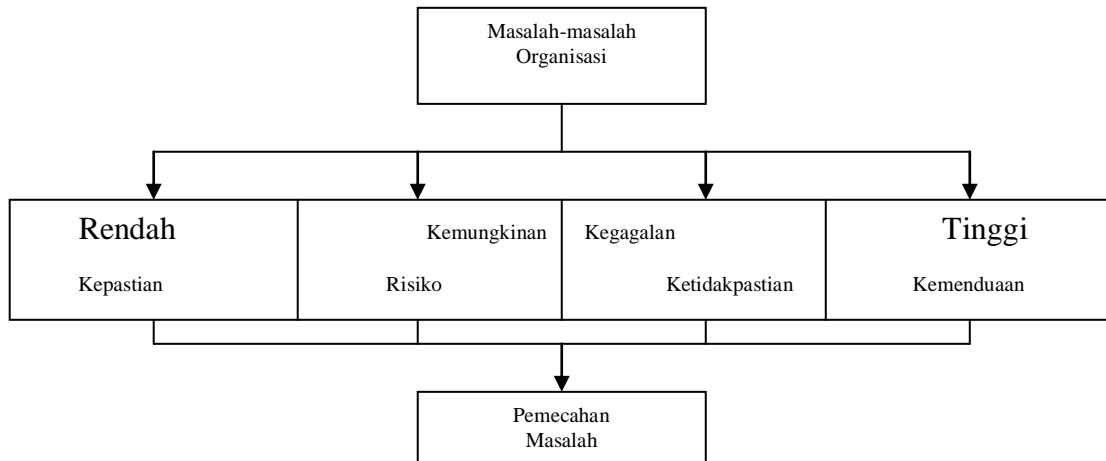 Masalah-masalah
Organisasi
Rendah Kemungkinan Kegagalan Tinggi
Kepastian Risiko Ketidakpastian Kemenduaan
Pemecahan
Masalah